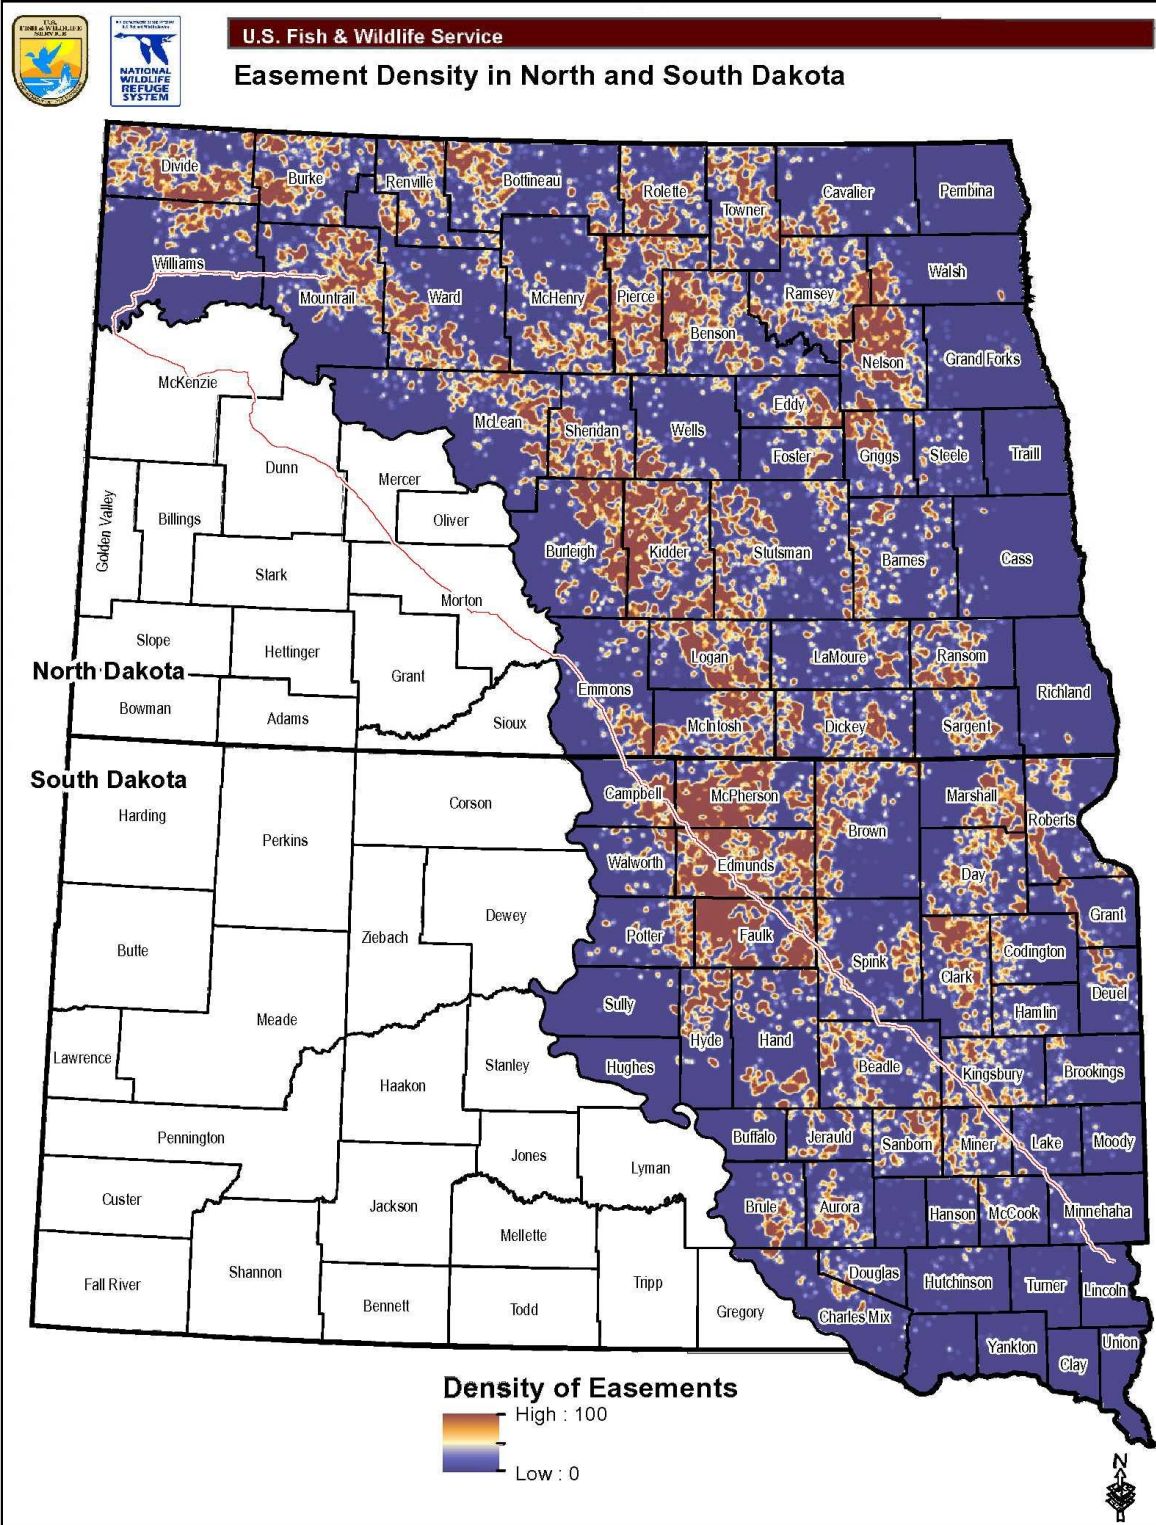 U.S.
FISH & WILDLIFE
SERVICE
NATIONAL
WILDLIFE
REFUGE
SYSTEM
U.S. Fish & Wildlife Service
Easement Density in North and South Dakota
Divide
Burke
Renville
Bottineau
Rolette
Towner
Cavalier
Pembina
Williams
Mountrail
Ward
McHenry
Pierce
Benson
Ramsey
Walsh
Nelson
Grand Forks
McKenzie
McLean
Sheridan
Wells
Eddy
Foster
Griggs
Steele
Traill
Dunn
Mercer
Oliver
Golden Valley
Billings
Stark
Morton
Burleigh
Kidder
Stutsman
Barnes
Cass
Slope
Hettinger
Grant
Emmons
Logan
LaMoure
Ransom
Richland
North Dakota
Bowman
Adams
Sioux
McIntosh
Dickey
Sargent
South Dakota
Harding
Perkins
Corson
Campbell
McPherson
Brown
Marshall
Roberts
Walworth
Edmunds
Day
Grant
Butte
Ziebach
Dewey
Potter
Faulk
Spink
Clark
Codington
Deuel
Hamlin
Meade
Sully
Hyde
Hand
Lawrence
Haakon
Stanley
Hughes
Beadle
Kingsbury
Brookings
Pennington
Jones
Lyman
Buffalo
Jerauld
Sanborn
Miner
Lake
Moody
Custer
Jackson
Mellette
Brule
Aurora
Hanson
McCook
Minnehaha
Fall River
Shannon
Bennett
Todd
Tripp
Gregory
Douglas
Charles Mix
Hutchinson
Turner
Lincoln
Yankton
Clay
Union
Density of Easements
High : 100
Low : 0
N